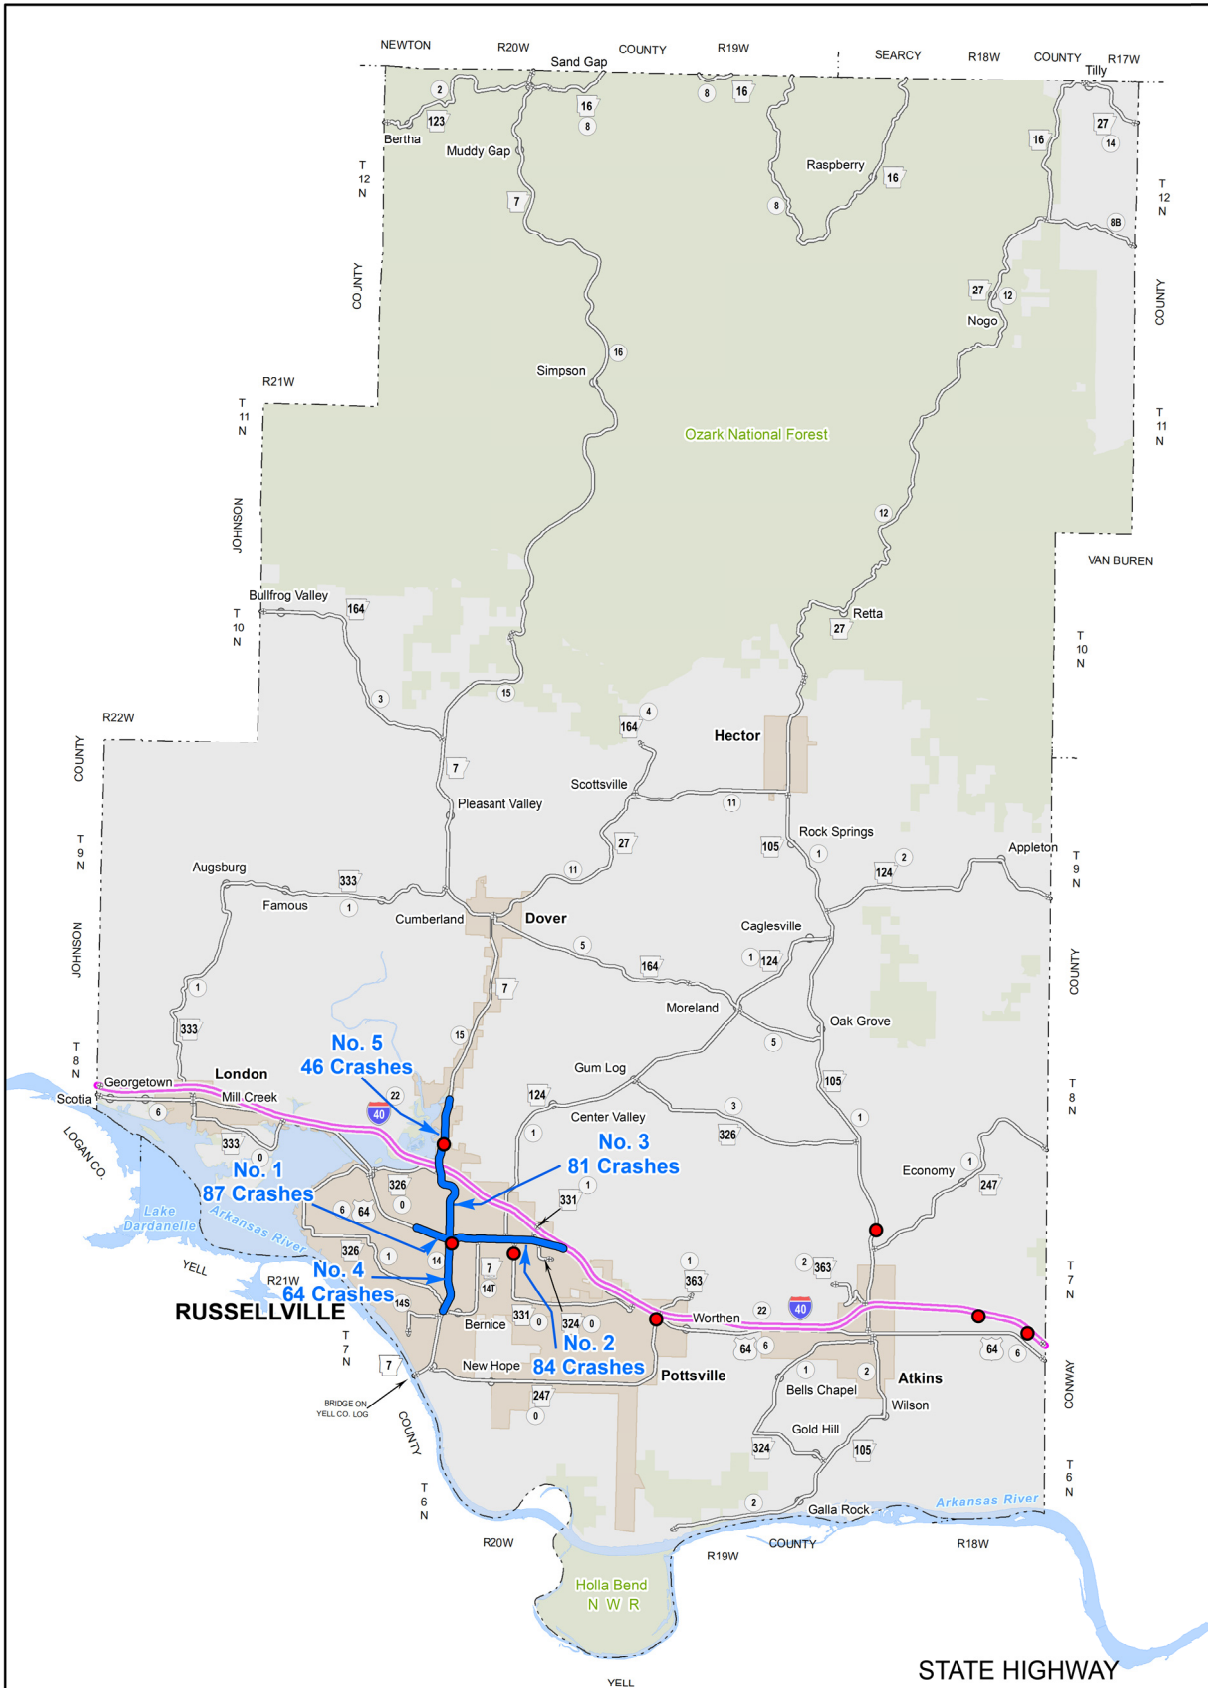 NEWTON
R20W
COUNTY
R19W
SEARCY
R18W
COUNTY
R17W
Sand Gap
Tilly
2
123
Bertha
16
8
8
16
16
27
14
Muddy Gap
Raspberry
16
T
12
N
T
12
N
7
8
8B
COUNTY
COUNTY
27
12
Nogo
16
Simpson
R21W
T
11
N
T
11
N
Ozark National Forest
JOHNSON
12
VAN BUREN
Bullfrog Valley
164
T
10
N
Retta
27
T
10
N
3
15
R22W
4
164
Hector
COUNTY
7
Scottsville
11
Pleasant Valley
Rock Springs
27
105
1
2
124
Appleton
T
9
N
T
9
N
Augsburg
333
11
Famous
1
Cumberland
Dover
Caglesville
5
1
124
164
JOHNSON
COUNTY
7
1
Moreland
Oak Grove
333
15
5
T
8
N
No. 5
46 Crashes
Gum Log
London
Georgetown
Mill Creek
22
40
124
105
T
8
N
Scotia
6
Center Valley
3
1
326
1
LOGAN CO.
333
0
No. 3
81 Crashes
No. 1
87 Crashes
326
0
1
331
Economy
1
247
Lake
Dardanelle
Arkansas River
6
64
326
1
14
YELL
R21W
No. 4
64 Crashes
7
14T
1
363
2
363
T
7
N
RUSSELLVILLE
14S
Bernice
331
0
324
0
Worthen
22
40
T
7
N
No. 2
84 Crashes
64
6
64
6
7
New Hope
Pottsville
1
2
Atkins
Bells Chapel
Wilson
BRIDGE ON
YELL CO. LOG
247
0
CONWAY
COUNTY
Gold Hill
324
105
T
6
N
T
6
N
2
Galla Rock
Arkansas River
R20W
R19W
COUNTY
R18W
Holla Bend
N W R
YELL
STATE HIGHWAY